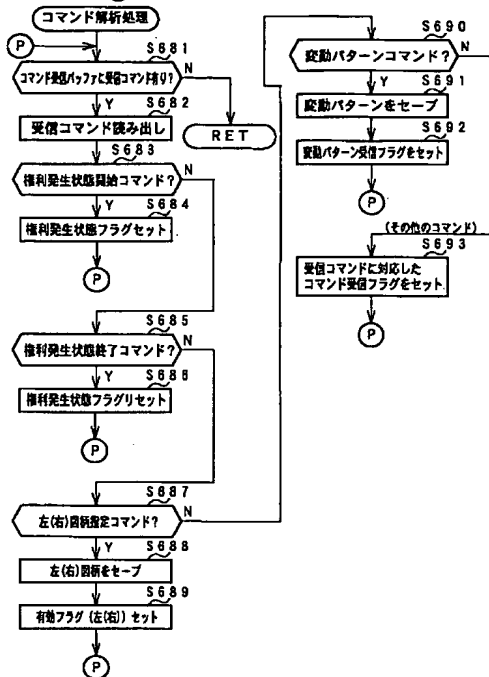 コマンド解析処理
P
S681
コマンド受信バッファに受信コマンド有り?
N
Y
S682
受信コマンド読み出し
RET
S683
権利発生状態開始コマンド?
N
Y
S684
権利発生状態フラグセット
P
S685
権利発生状態終了コマンド?
N
Y
S686
権利発生状態フラグリセット
P
S687
左(右)図柄指定コマンド?
N
Y
S688
左(右)図柄をセーブ
S689
有効フラグ(左(右))セット
P
S690
変動パターンコマンド?
N
Y
S691
変動パターンをセーブ
S692
変動パターン受信フラグをセット
P
(その他のコマンド)
S693
受信コマンドに対応した
コマンド受信フラグをセット
P